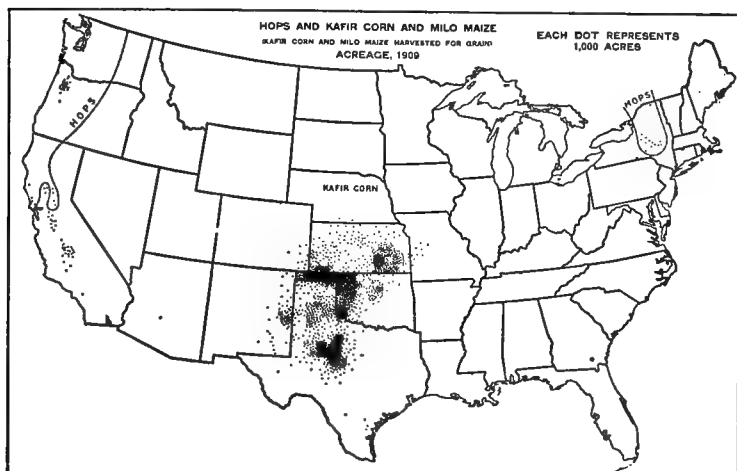 HOPS AND KAFIR CORN AND MILO MAIZE
(KAFIR CORN AND MILO MAIZE HARVESTED FOR GRAIN)
ACREAGE, 1909
EACH DOT REPRESENTS
1,000 ACRES
HOPS
HOPS
KAFIR CORN